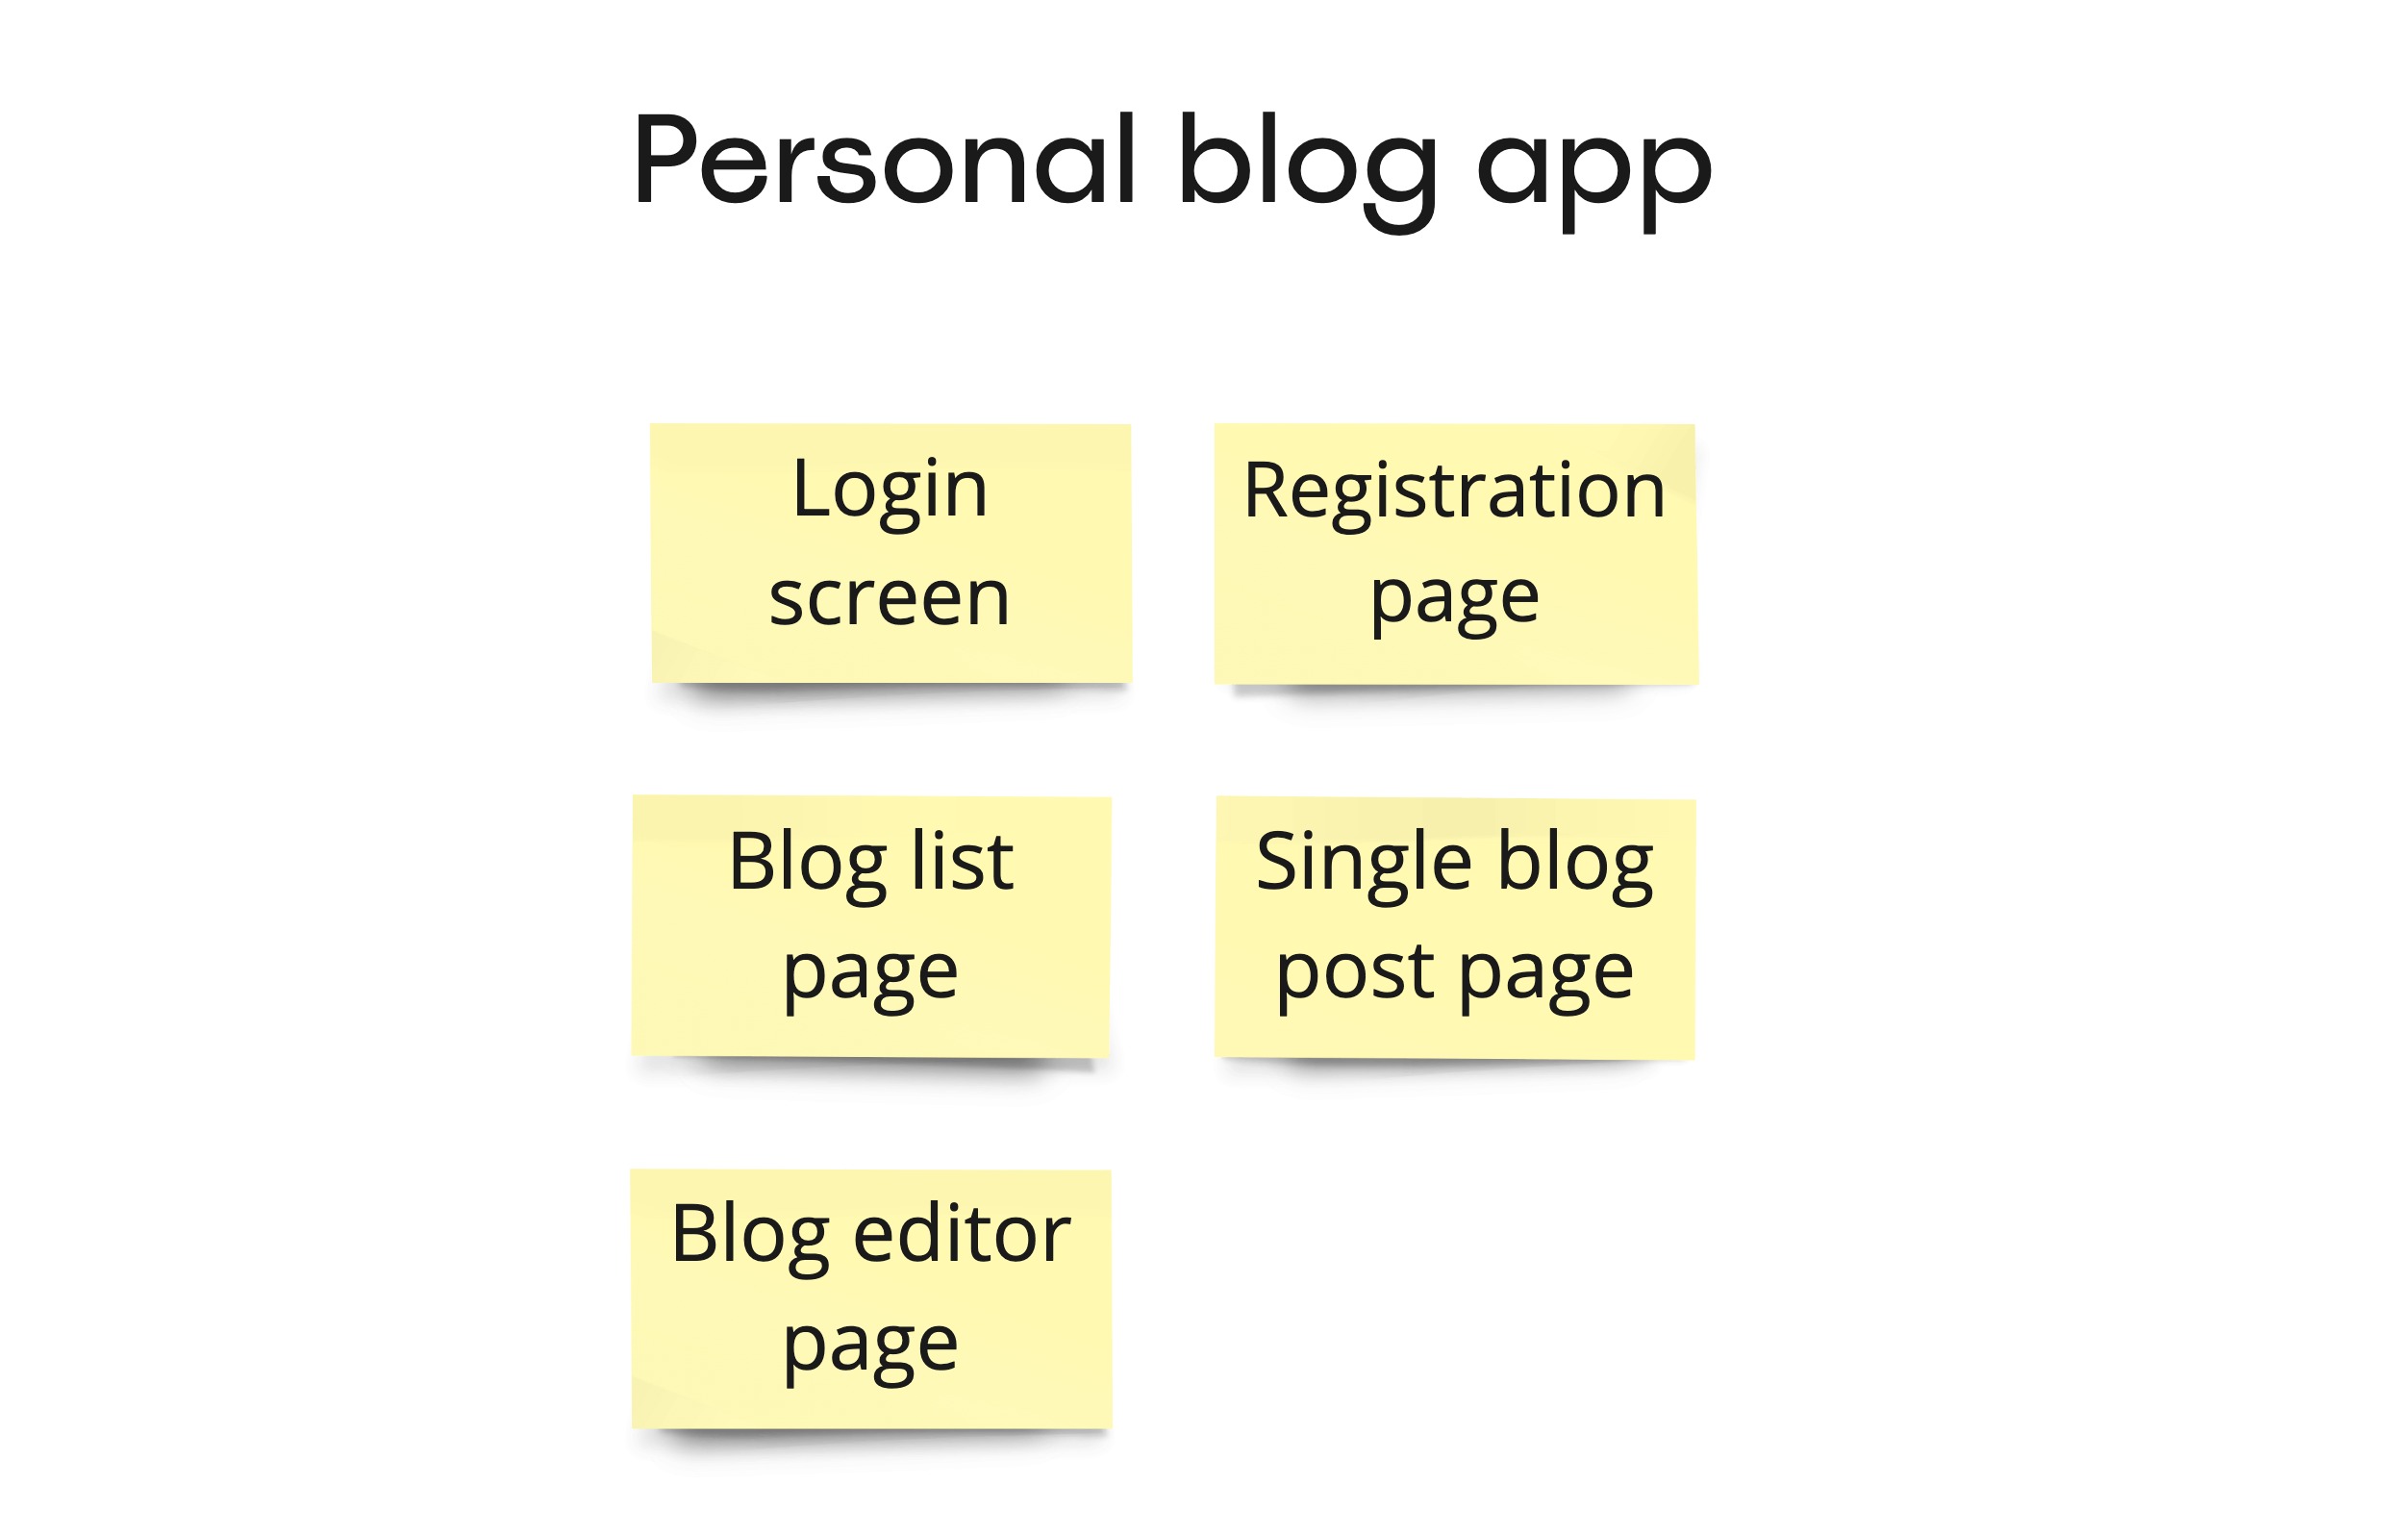 Personal blog app
Login
screen
Registration
page
Blog list
page
Single blog
post page
Blog editor
page